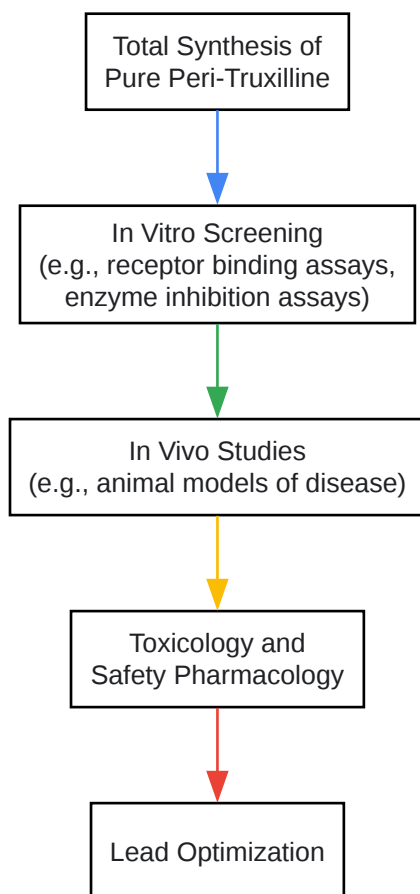 Total Synthesis of
Pure Peri-Truxilline
In Vitro Screening
(e.g., receptor binding assays,
enzyme inhibition assays)
In Vivo Studies
(e.g., animal models of disease)
Toxicology and
Safety Pharmacology
Lead Optimization